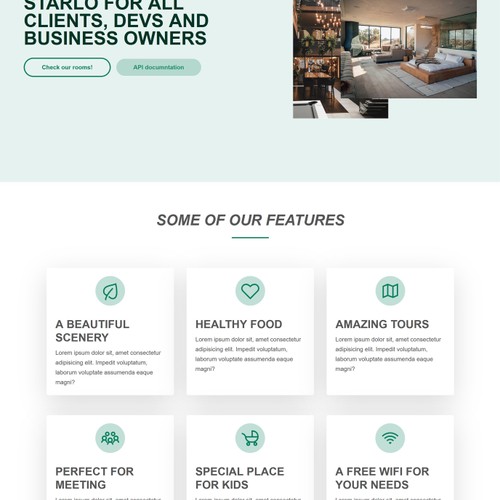 STARLO FOR ALL
CLIENTS, DEVS AND
BUSINESS OWNERS
Check our rooms!
API documntation
SOME OF OUR FEATURES
A BEAUTIFUL
SCENERY
Lorem ipsum dolor sit, amet consectetur
adipisicing elit. Impedit voluptatum,
laborum voluptate assumenda eaque
magni?
HEALTHY FOOD
Lorem ipsum dolor sit, amet consectetur
adipisicing elit. Impedit voluptatum,
laborum voluptate assumenda eaque
magni?
AMAZING TOURS
Lorem ipsum dolor sit, amet consectetur
adipisicing elit. Impedit voluptatum,
laborum voluptate assumenda eaque
magni?
PERFECT FOR
MEETING
SPECIAL PLACE
FOR KIDS
A FREE WIFI FOR
YOUR NEEDS